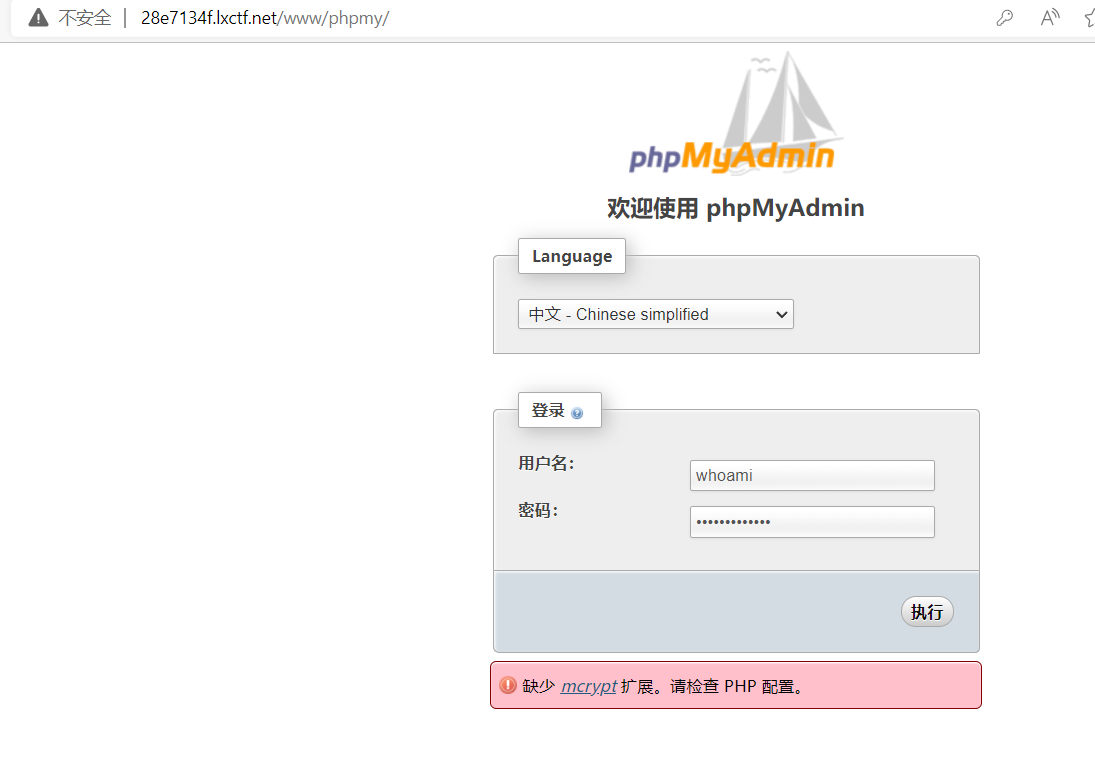 不安全 | 28e7134f.lxctf.net/www/phpmy/
phpMyAdmin
欢迎使用 phpMyAdmin
Language
中文 - Chinese simplified
登录
用户名：
whoami
密码：
•••••••••••••
执行
缺少 mcrypt 扩展。请检查 PHP 配置。